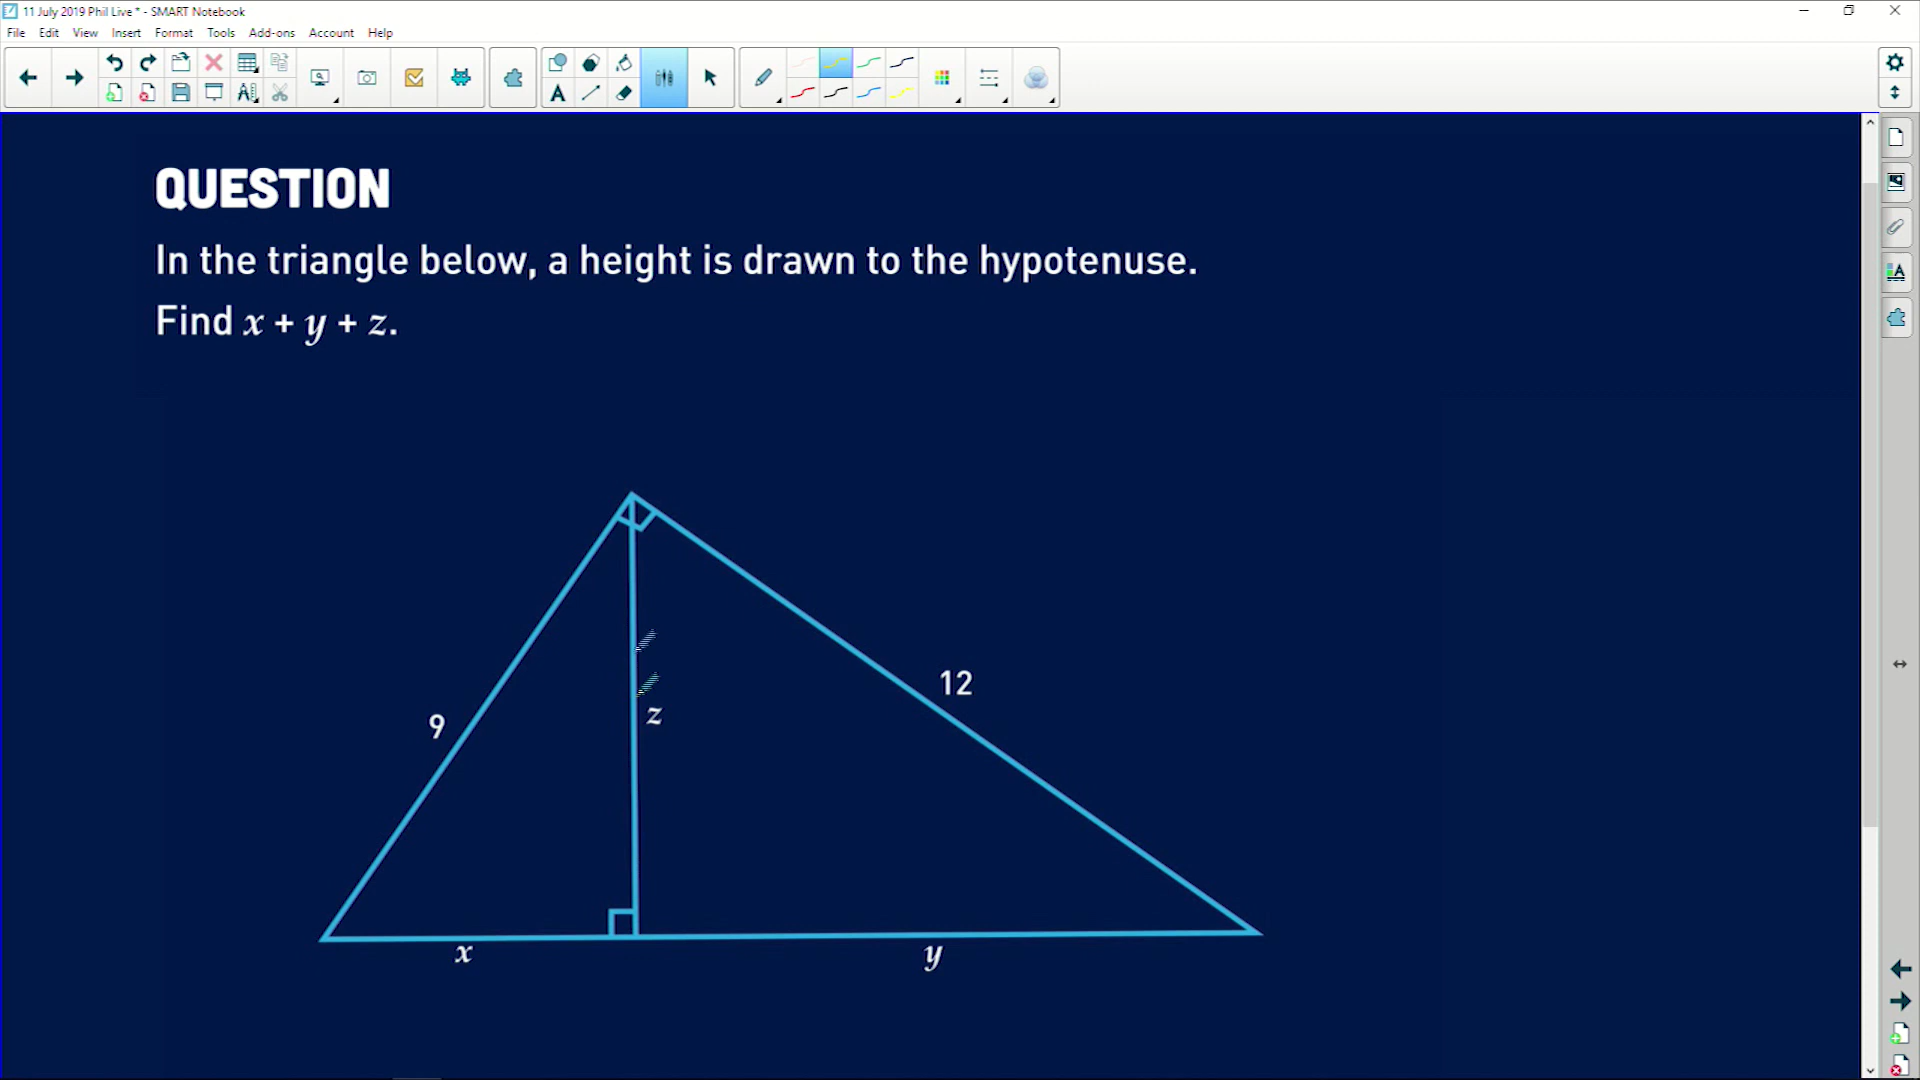 11 July 2019 Phil Live * - SMART Notebook
File Edit View Insert Format Tools Add-ons Account Help
QUESTION
In the triangle below, a height is drawn to the hypotenuse.
Find x + y + z.
12
z
9
x
y